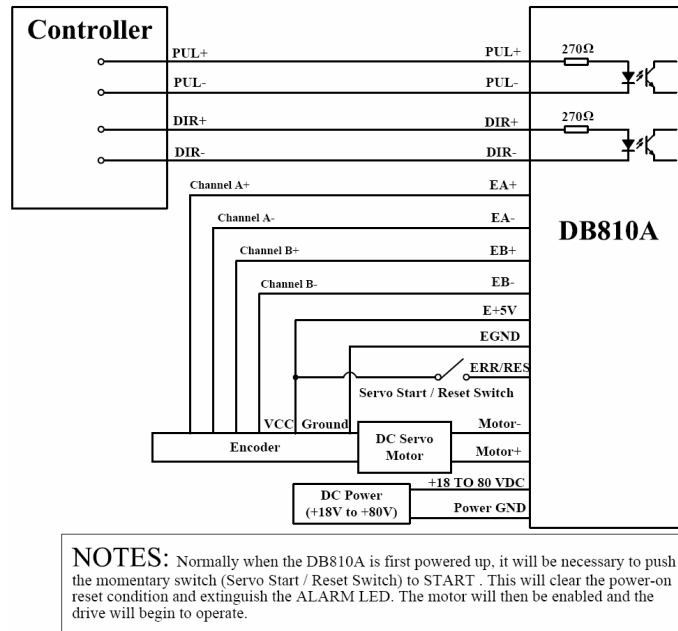 Controller
PUL+
PUL+
270Ω
PUL-
PUL-
DIR+
DIR+
270Ω
DIR-
DIR-
Channel A+
EA+
Channel A-
EA-
DB810A
Channel B+
EB+
Channel B-
EB-
E+5V
EGND
ERR/RES
Servo Start / Reset Switch
VCC Ground
Motor-
Encoder
DC Servo
Motor
Motor+
+18 TO 80 VDC
DC Power
(+18V to +80V)
Power GND
NOTES: Normally when the DB810A is first powered up, it will be necessary to push
the momentary switch (Servo Start / Reset Switch) to START . This will clear the power-on
reset condition and extinguish the ALARM LED. The motor will then be enabled and the
drive will begin to operate.